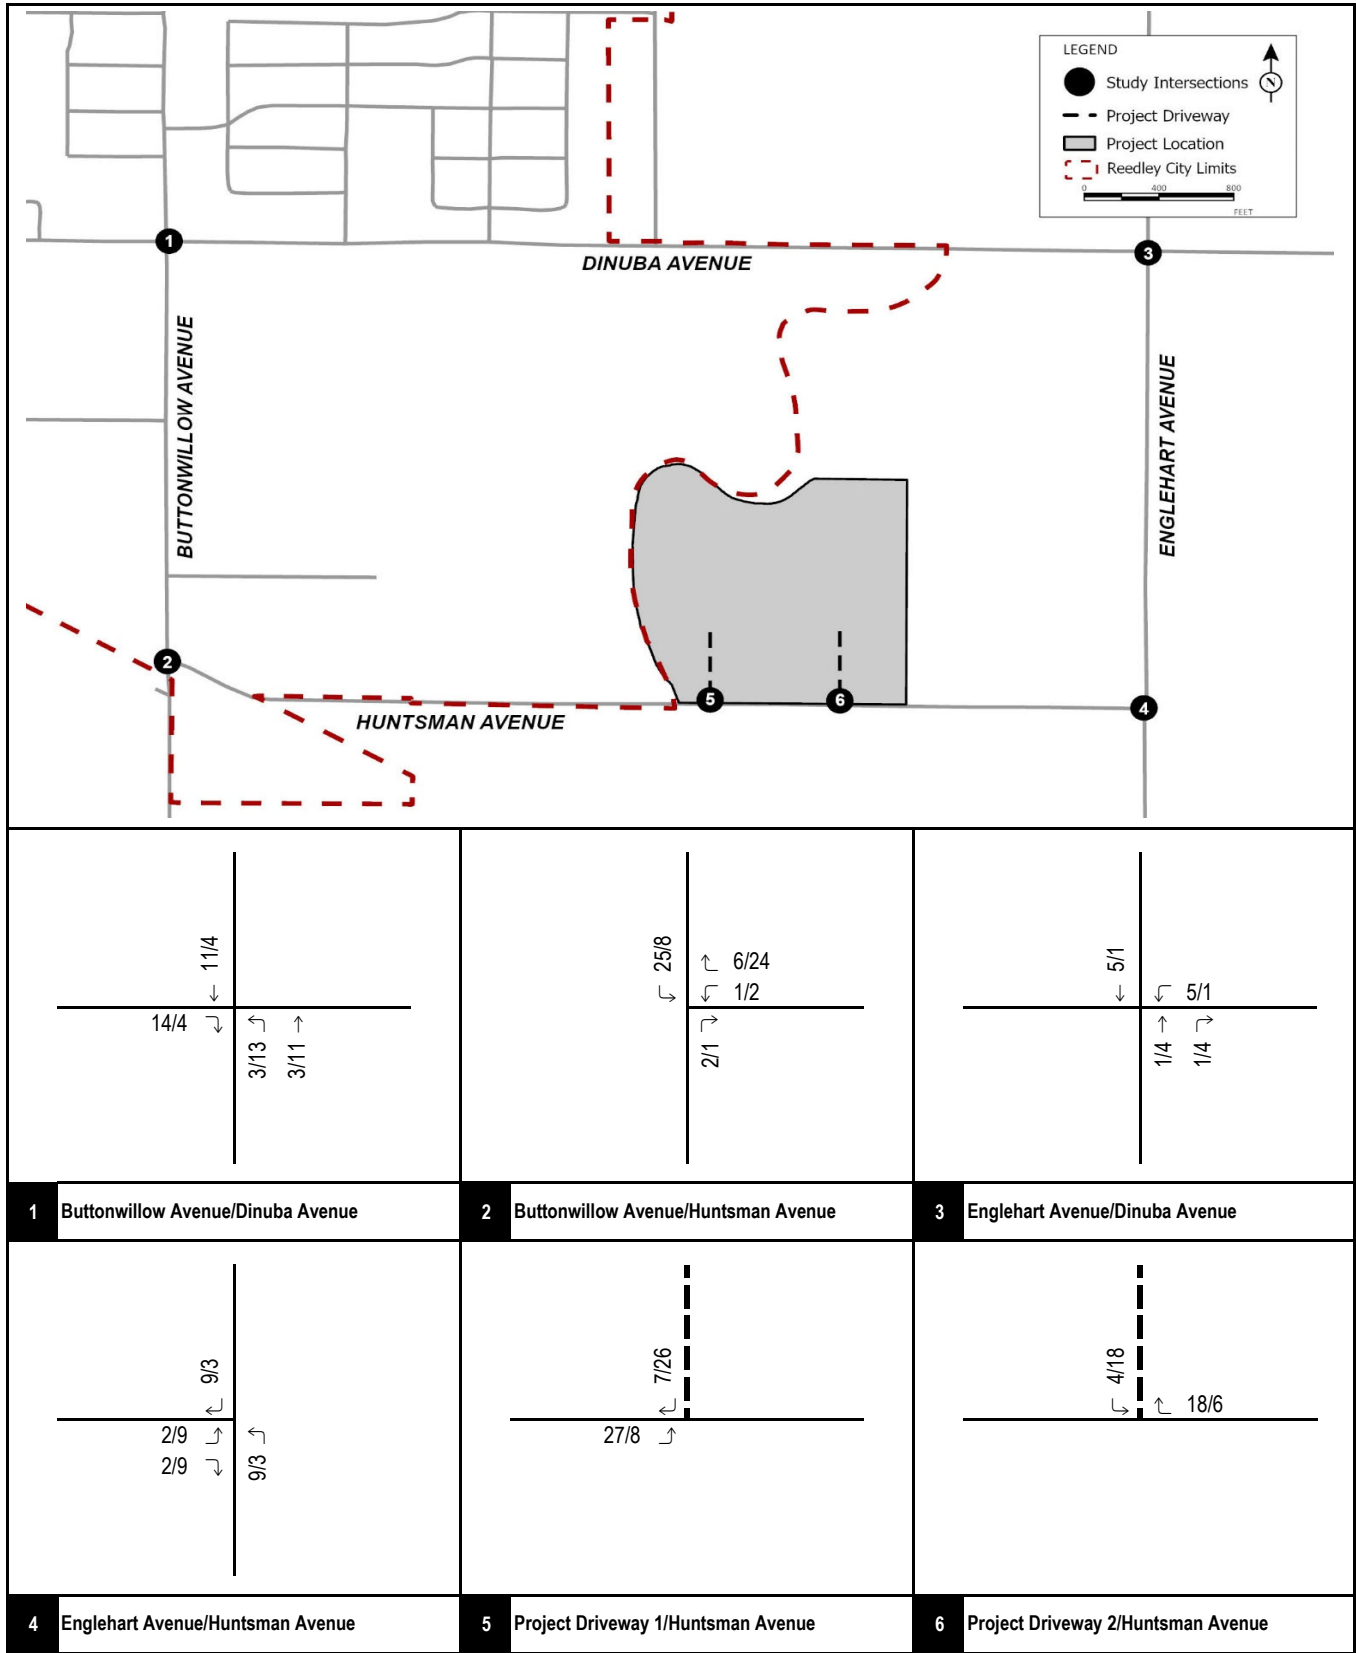 LEGEND
Study Intersections
N
Project Driveway
Project Location
Reedley City Limits
0 400 800
FEET
1
3
DINUBA AVENUE
BUTTONWILLOW AVENUE
ENGLEHART AVENUE
2
5
6
4
HUNTSMAN AVENUE
11/4
14/4
3/13
3/11
1 Buttonwillow Avenue/Dinuba Avenue
25/8
6/24
1/2
2/1
2 Buttonwillow Avenue/Huntsman Avenue
5/1
5/1
1/4
1/4
3 Englehart Avenue/Dinuba Avenue
9/3
2/9
2/9
9/3
4 Englehart Avenue/Huntsman Avenue
7/26
27/8
5 Project Driveway 1/Huntsman Avenue
4/18
18/6
6 Project Driveway 2/Huntsman Avenue